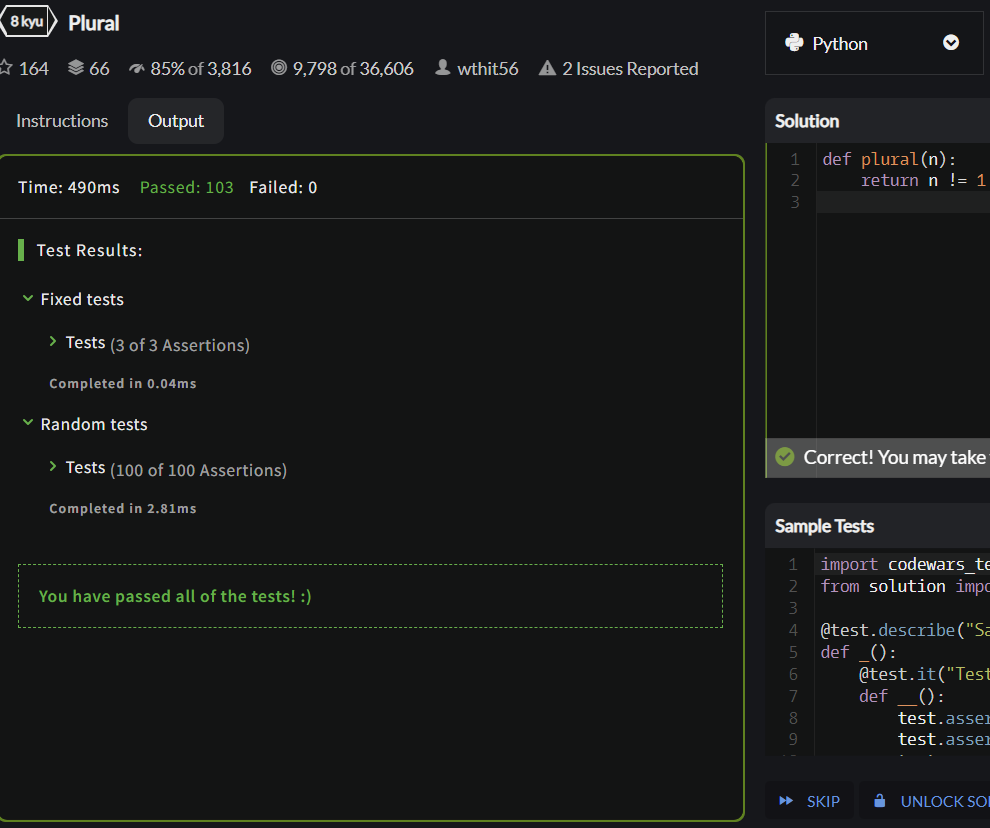 8 kyu Plural
164 66 85% of 3,816 9,798 of 36,606 wthit56 2 Issues Reported
Instructions Output
Time: 490ms Passed: 103 Failed: 0
Test Results:
Fixed tests
Tests (3 of 3 Assertions)
Completed in 0.04ms
Random tests
Tests (100 of 100 Assertions)
Completed in 2.81ms
You have passed all of the tests! :)
Python
Solution
1 def plural(n):
2 return n != 1
3
Correct! You may take
Sample Tests
1 import codewars_te
2 from solution impo
3
4 @test.describe("Sa
5 def _():
6 @test.it("Test
7 def __():
8 test.asser
9 test.asser
SKIP UNLOCK SOL